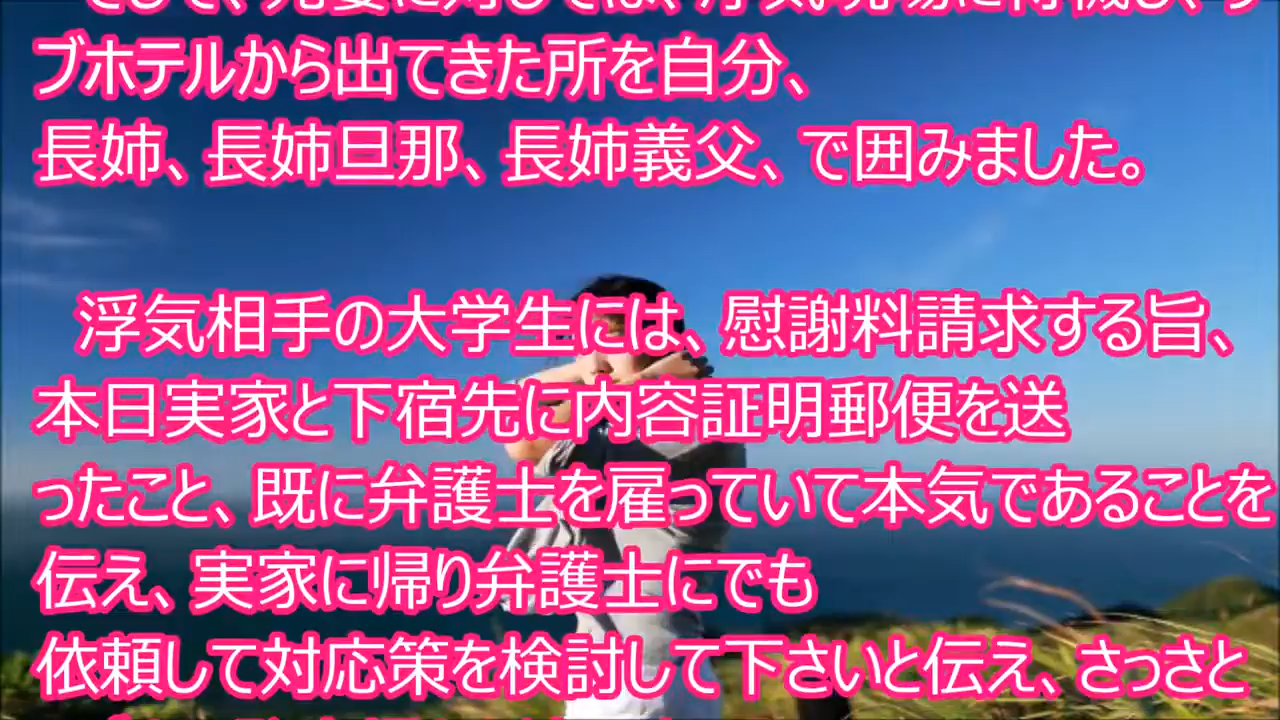 ブホテルから出てきた所を自分、
長姉、長姉旦那、長姉義父、で囲みました。
浮気相手の大学生には、慰謝料請求する旨、
本日実家と下宿先に内容証明郵便を送
ったこと、既に弁護士を雇っていて本気であることを
伝え、実家に帰り弁護士にでも
依頼して対応策を検討して下さいと伝え、さっさと